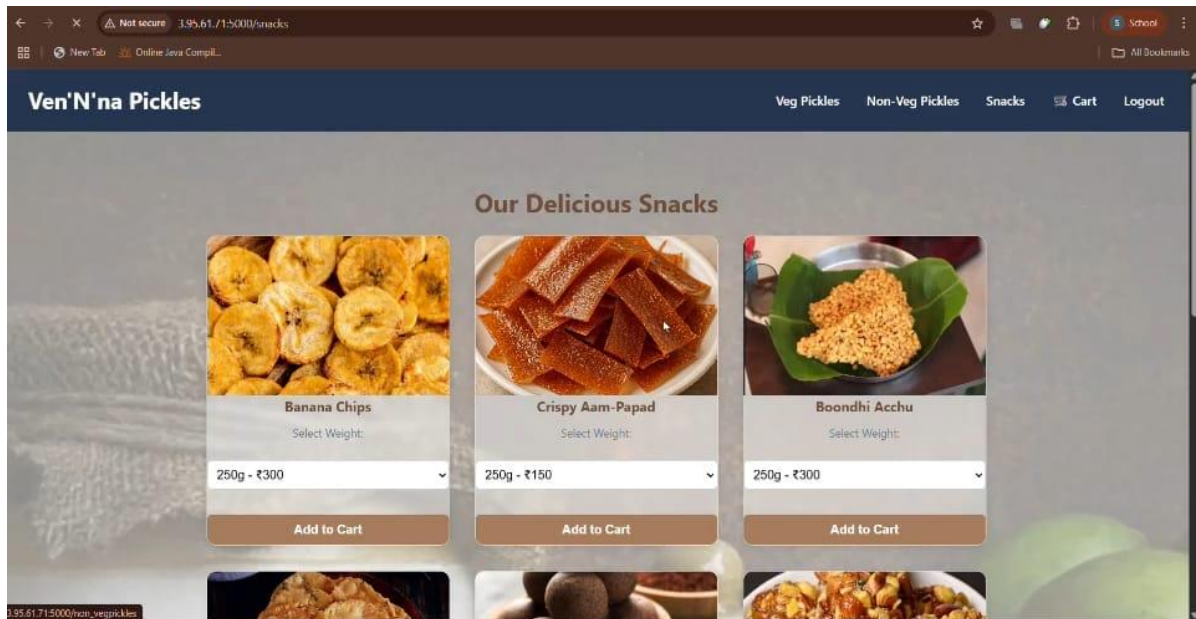 Not secure 3.95.61.71:5000/snacks
S School
New Tab Online Java Compil...
All Bookmarks
Ven'N'na Pickles
Veg Pickles Non-Veg Pickles Snacks Cart Logout
Our Delicious Snacks
Banana Chips Crispy Aam-Papad Boondhi Acchu
Select Weight: Select Weight: Select Weight:
250g - ₹300 250g - ₹150 250g - ₹300
Add to Cart Add to Cart Add to Cart
3.95.61.71:5000/non_vegpickles